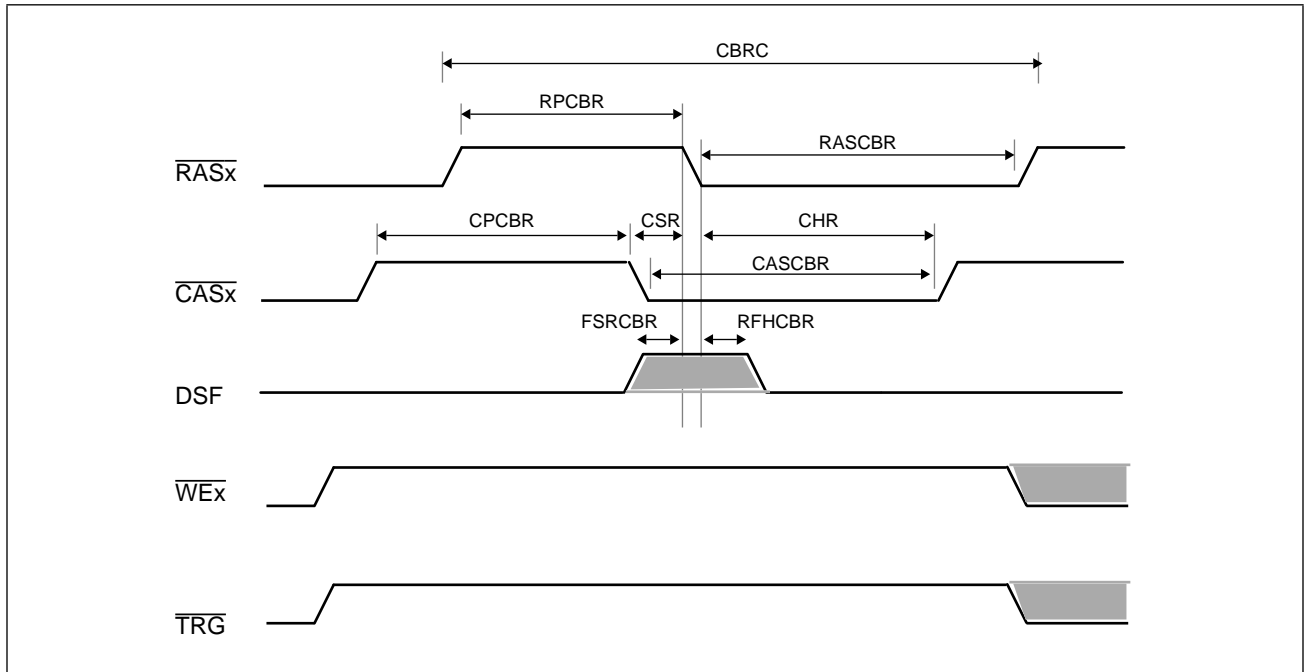 CBRC
RPCBR
RASCBR
RASx
CPCBR
CSR
CHR
CASCBR
CASx
FSRCBR
RFHCBR
DSF
WEx
TRG